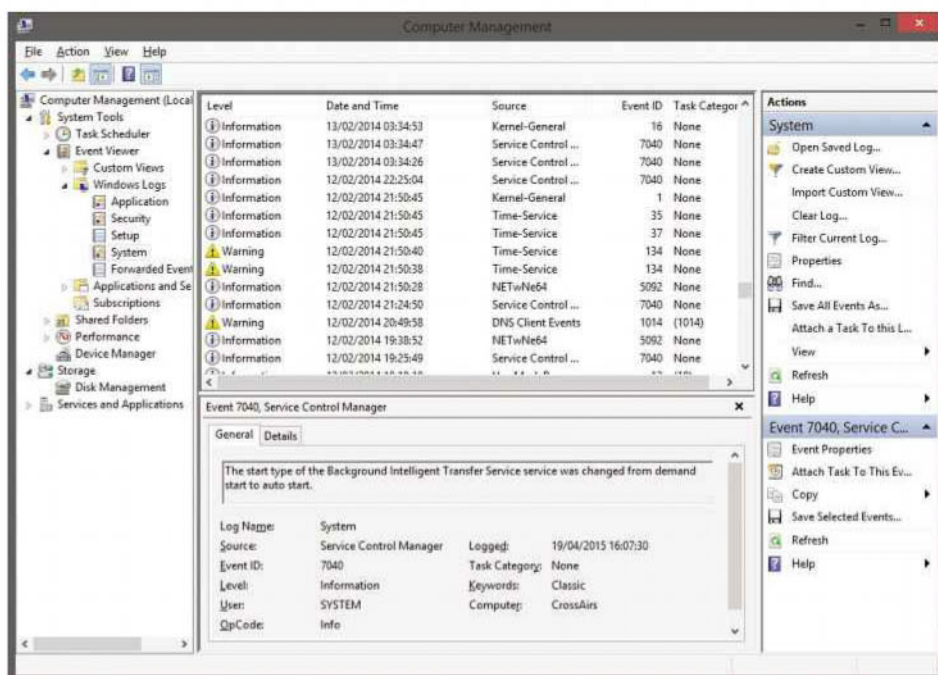 Computer Management
File Action View Help
Computer Management (Local
System Tools
Task Scheduler
Event Viewer
Custom Views
Windows Logs
Application
Security
Setup
System
Forwarded Event
Applications and Se
Subscriptions
Shared Folders
Performance
Device Manager
Storage
Disk Management
Services and Applications
Level Date and Time Source Event ID Task Categor
Information 13/02/2014 03:34:53 Kernel-General 16 None
Information 13/02/2014 03:34:47 Service Control ... 7040 None
Information 13/02/2014 03:34:26 Service Control ... 7040 None
Information 12/02/2014 22:25:04 Service Control ... 7040 None
Information 12/02/2014 21:50:45 Kernel-General 1 None
Information 12/02/2014 21:50:45 Time-Service 35 None
Information 12/02/2014 21:50:45 Time-Service 37 None
Warning 12/02/2014 21:50:40 Time-Service 134 None
Warning 12/02/2014 21:50:38 Time-Service 134 None
Information 12/02/2014 21:50:28 NETwNe64 5092 None
Information 12/02/2014 21:24:50 Service Control ... 7040 None
Warning 12/02/2014 20:49:58 DNS Client Events 1014 (1014)
Information 12/02/2014 19:38:52 NETwNe64 5092 None
Information 12/02/2014 19:25:49 Service Control ... 7040 None
Event 7040, Service Control Manager
General Details
The start type of the Background Intelligent Transfer Service service was changed from demand
start to auto start.
Log Name: System
Source: Service Control Manager Logged: 19/04/2015 16:07:30
Event ID: 7040 Task Category: None
Level: Information Keywords: Classic
User: SYSTEM Computer: CrossAirs
OpCode: Info
Actions
System
Open Saved Log...
Create Custom View...
Import Custom View...
Clear Log...
Filter Current Log...
Properties
Find...
Save All Events As...
Attach a Task To this L...
View
Refresh
Help
Event 7040, Service C...
Event Properties
Attach Task To This Ev...
Copy
Save Selected Events...
Refresh
Help